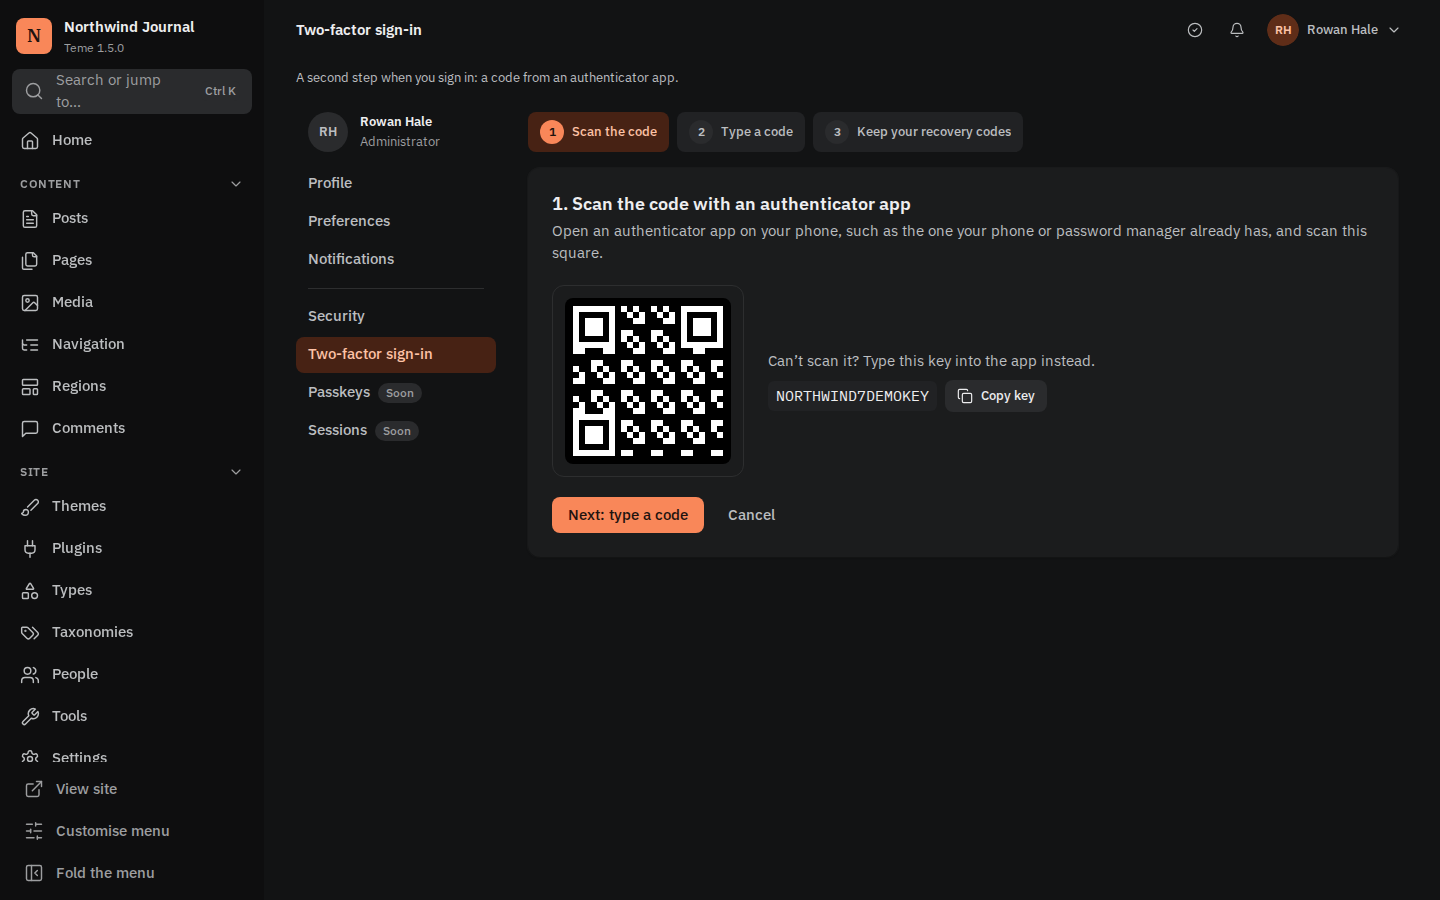 N
Northwind Journal
Teme 1.5.0
Search or jump
to...
Ctrl K
Home
CONTENT
Posts
Pages
Media
Navigation
Regions
Comments
SITE
Themes
Plugins
Types
Taxonomies
People
Tools
Settings
View site
Customise menu
Fold the menu
Two-factor sign-in
RH
Rowan Hale
A second step when you sign in: a code from an authenticator app.
RH
Rowan Hale
Administrator
Profile
Preferences
Notifications
Security
Two-factor sign-in
Passkeys Soon
Sessions Soon
1 Scan the code
2 Type a code
3 Keep your recovery codes
1. Scan the code with an authenticator app
Open an authenticator app on your phone, such as the one your phone or password manager already has, and scan this
square.
Can’t scan it? Type this key into the app instead.
NORTHWIND7DEMOKEY
Copy key
Next: type a code
Cancel